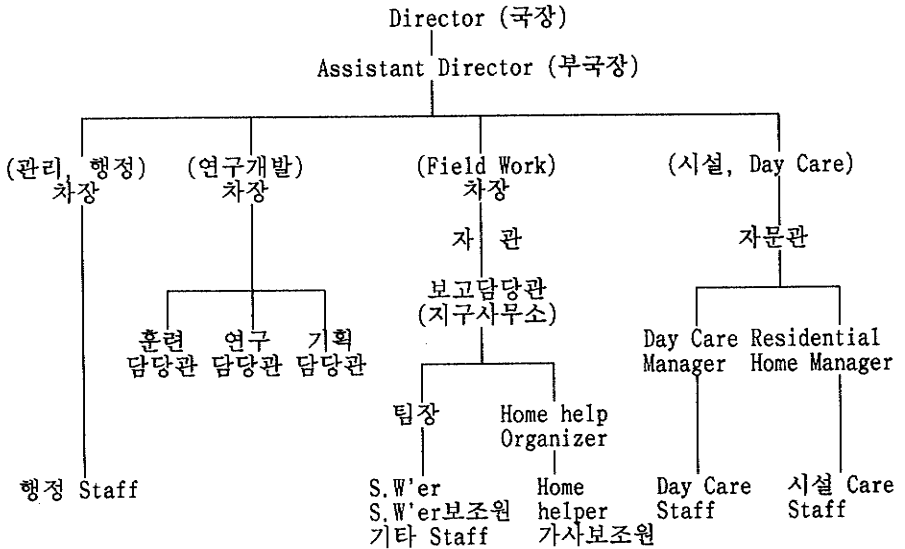 Director (국장)
Assistant Director (부국장)
(관리, 행정)
차장
(연구개발)
차장
(Field Work)
차장
(시설, Day Care)
자 관
자문관
보고담당관
(지구사무소)
훈련
담당관
연구
담당관
기획
담당관
Day Care
Manager
Residential
Home Manager
팀장
Home help
Organizer
행정 Staff
S.W'er
S.W'er보조원
기타 Staff
Home
helper
가사보조원
Day Care
Staff
시설 Care
Staff